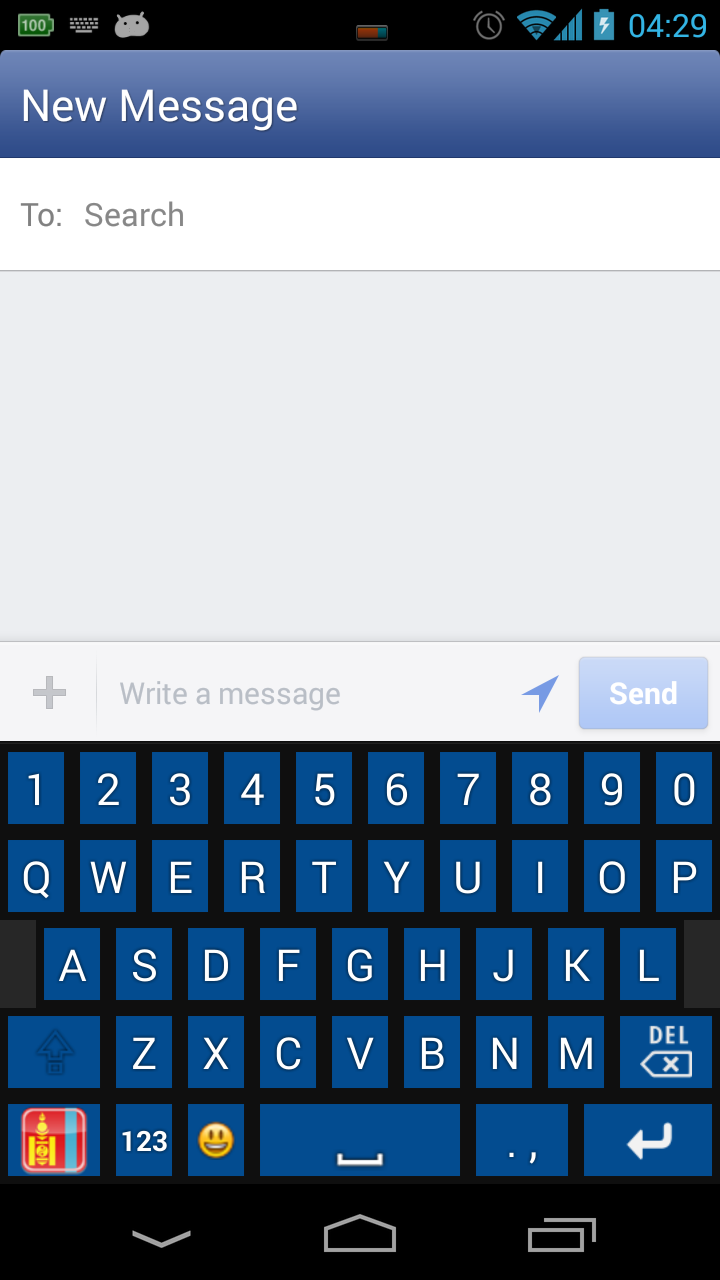 100 04:29
New Message
To: Search
Write a message Send
1 2 3 4 5 6 7 8 9 0
Q W E R T Y U I O P
A S D F G H J K L
Z X C V B N M DEL
123 . ,